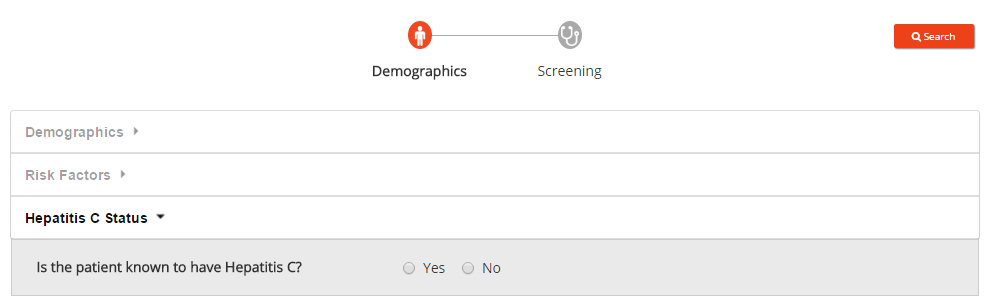 Search
Demographics Screening
Demographics
Risk Factors
Hepatitis C Status
Is the patient known to have Hepatitis C? Yes No